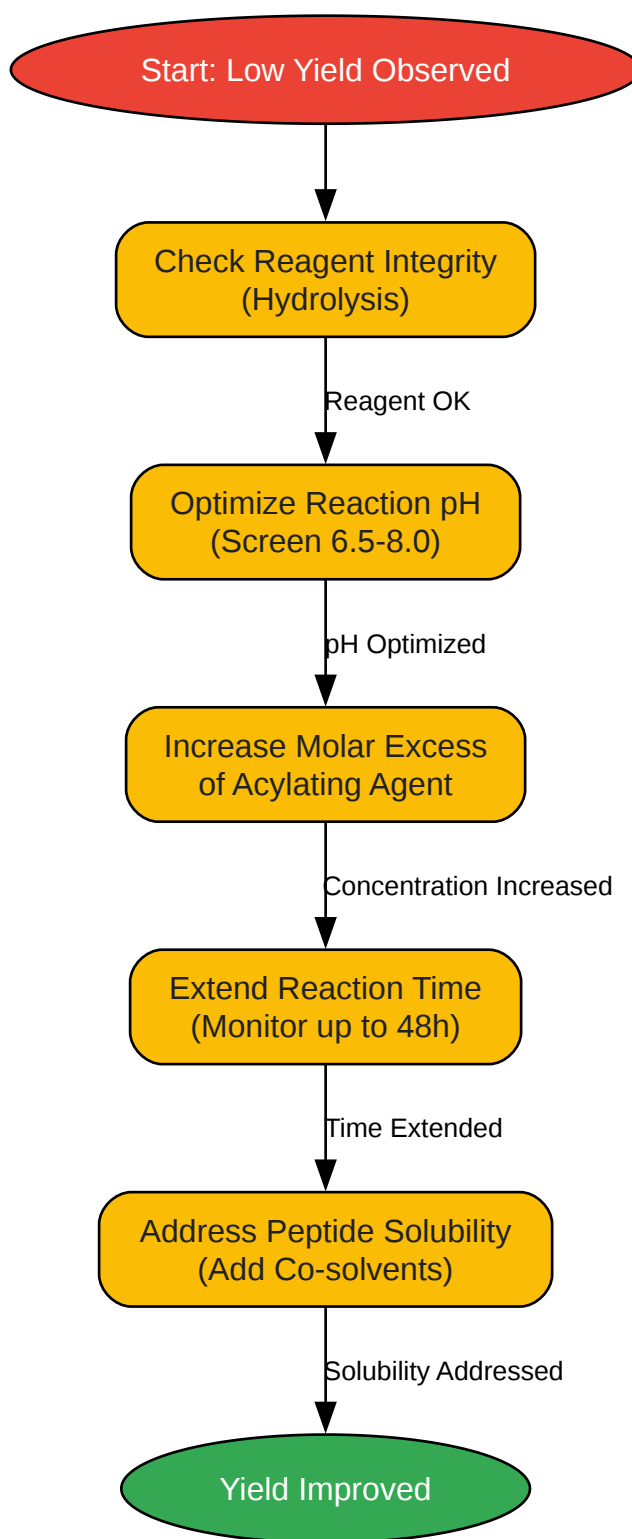 Start: Low Yield Observed
Check Reagent Integrity
(Hydrolysis)
Reagent OK
Optimize Reaction pH
(Screen 6.5-8.0)
pH Optimized
Increase Molar Excess
of Acylating Agent
Concentration Increased
Extend Reaction Time
(Monitor up to 48h)
Time Extended
Address Peptide Solubility
(Add Co-solvents)
Solubility Addressed
Yield Improved